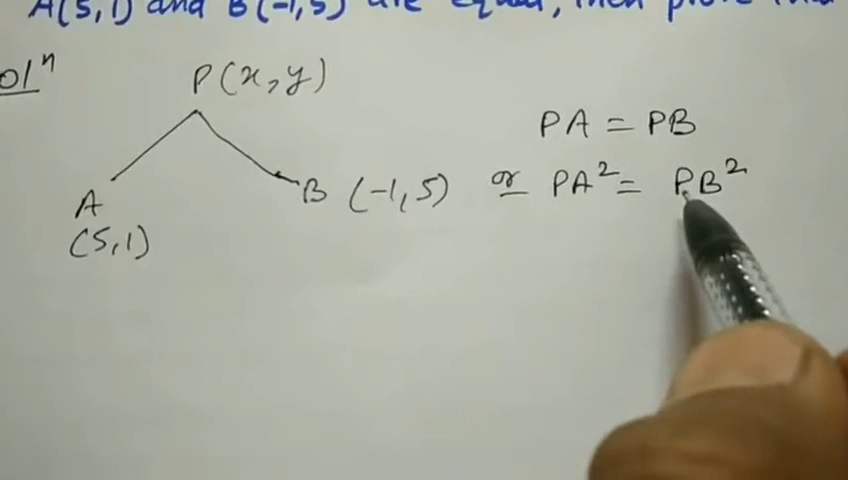 A(5,1) and B(-1,5) are equal, then prove that
Solⁿ
P(x,y)
PA = PB
A
(5,1)
B (-1,5)
or PA² = PB²